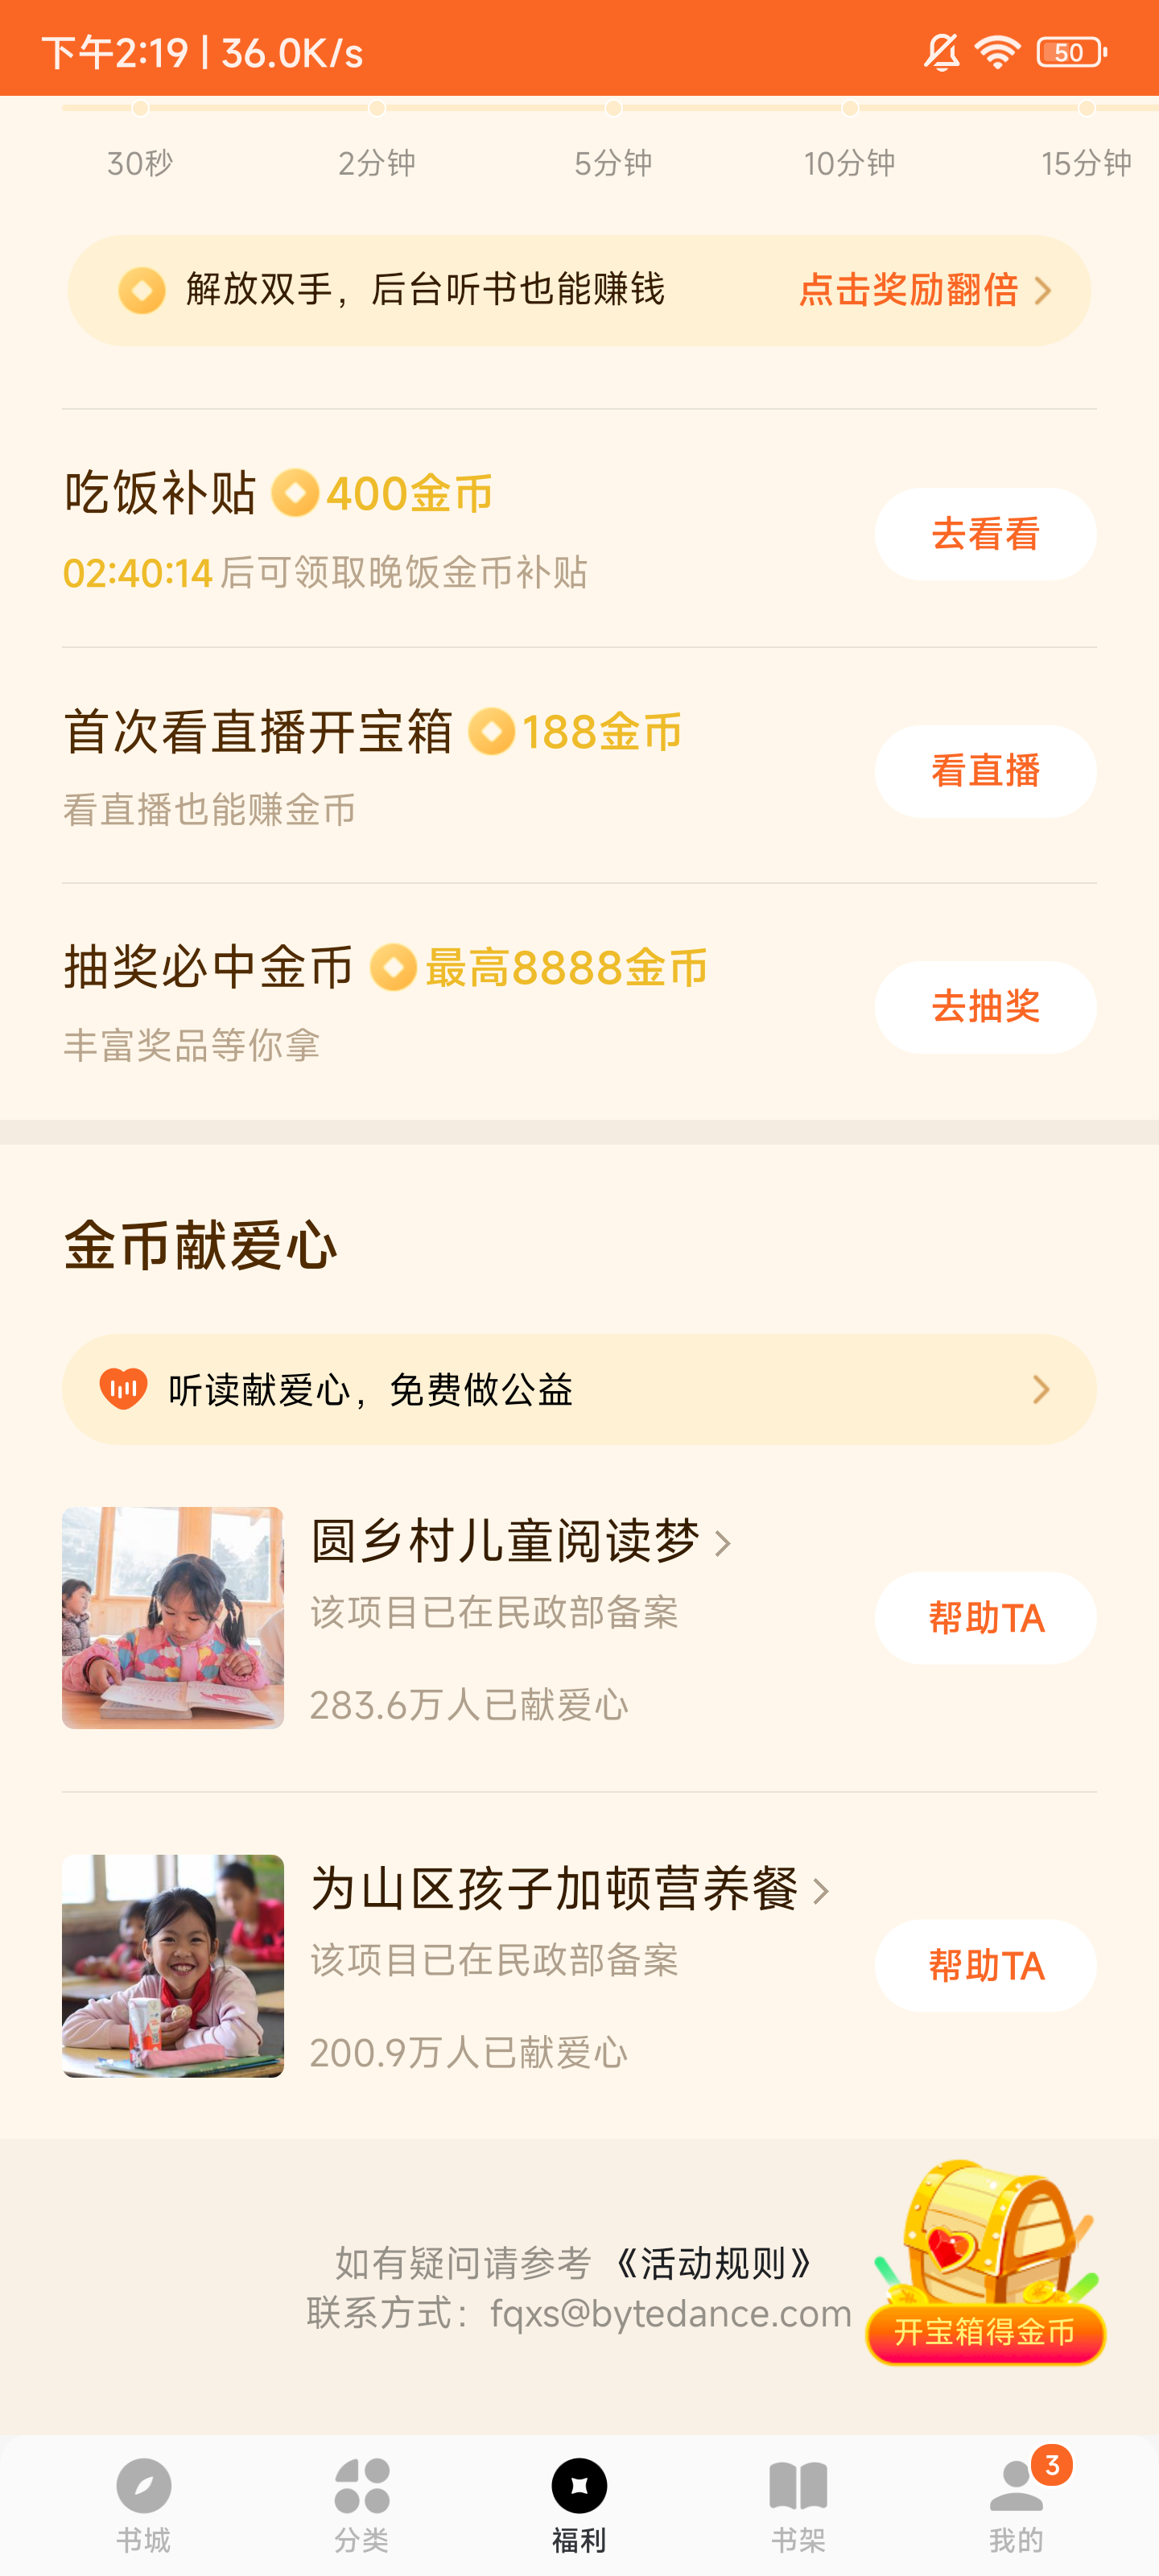 下午2:19 | 36.0K/s
50
30秒 2分钟 5分钟 10分钟 15分钟
解放双手，后台听书也能赚钱 点击奖励翻倍
吃饭补贴 400金币
02:40:14 后可领取晚饭金币补贴
去看看
首次看直播开宝箱 188金币
看直播也能赚金币
看直播
抽奖必中金币 最高8888金币
丰富奖品等你拿
去抽奖
金币献爱心
听读献爱心，免费做公益
圆乡村儿童阅读梦
该项目已在民政部备案
283.6万人已献爱心
帮助TA
为山区孩子加顿营养餐
该项目已在民政部备案
200.9万人已献爱心
帮助TA
如有疑问请参考《活动规则》
联系方式：fqxs@bytedance.com
开宝箱得金币
3
书城 分类 福利 书架 我的